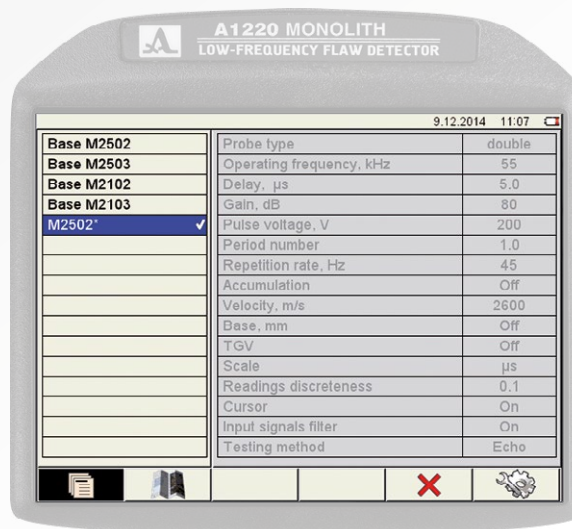 A1220 MONOLITH
LOW-FREQUENCY FLAW DETECTOR
9.12.2014 11:07
Base M2502
Base M2503
Base M2102
Base M2103
M2502*
Probe type double
Operating frequency, kHz 55
Delay, µs 5.0
Gain, dB 80
Pulse voltage, V 200
Period number 1.0
Repetition rate, Hz 45
Accumulation Off
Velocity, m/s 2600
Base, mm Off
TGV Off
Scale µs
Readings discreteness 0.1
Cursor On
Input signals filter On
Testing method Echo